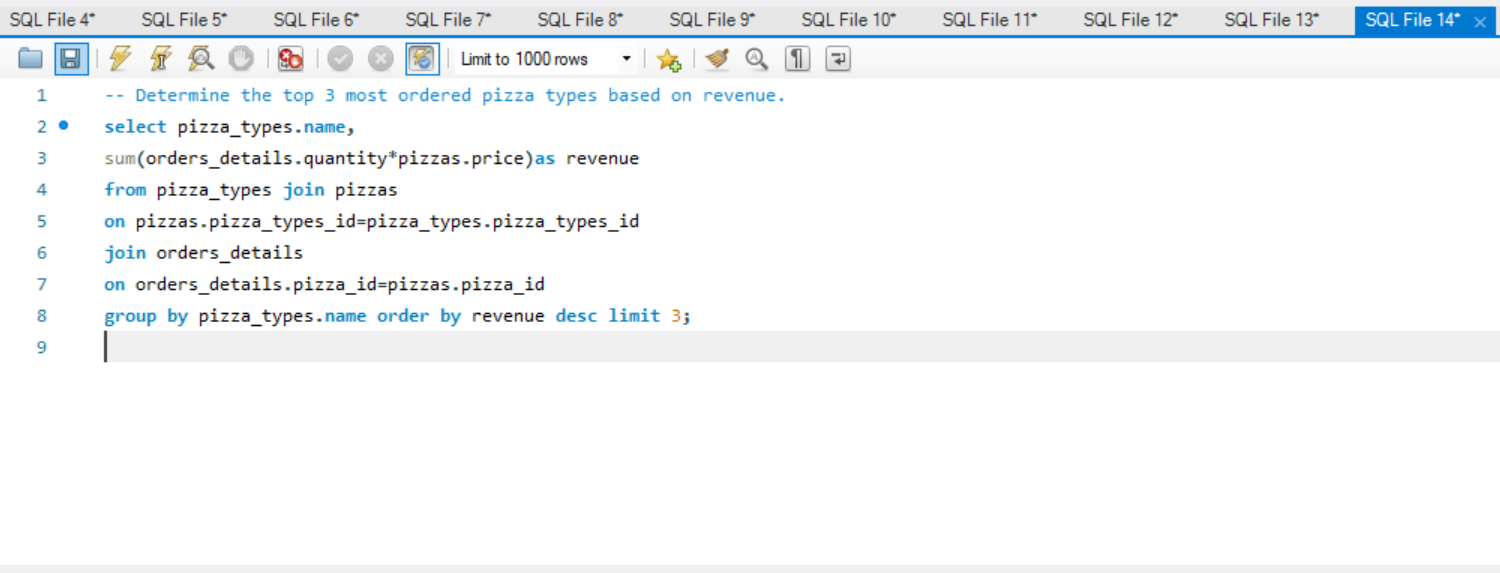 SQL File 4* SQL File 5* SQL File 6* SQL File 7* SQL File 8* SQL File 9* SQL File 10* SQL File 11* SQL File 12* SQL File 13* SQL File 14*
Limit to 1000 rows
1 -- Determine the top 3 most ordered pizza types based on revenue.
2 select pizza_types.name,
3 sum(orders_details.quantity*pizzas.price)as revenue
4 from pizza_types join pizzas
5 on pizzas.pizza_types_id=pizza_types.pizza_types_id
6 join orders_details
7 on orders_details.pizza_id=pizzas.pizza_id
8 group by pizza_types.name order by revenue desc limit 3;
9